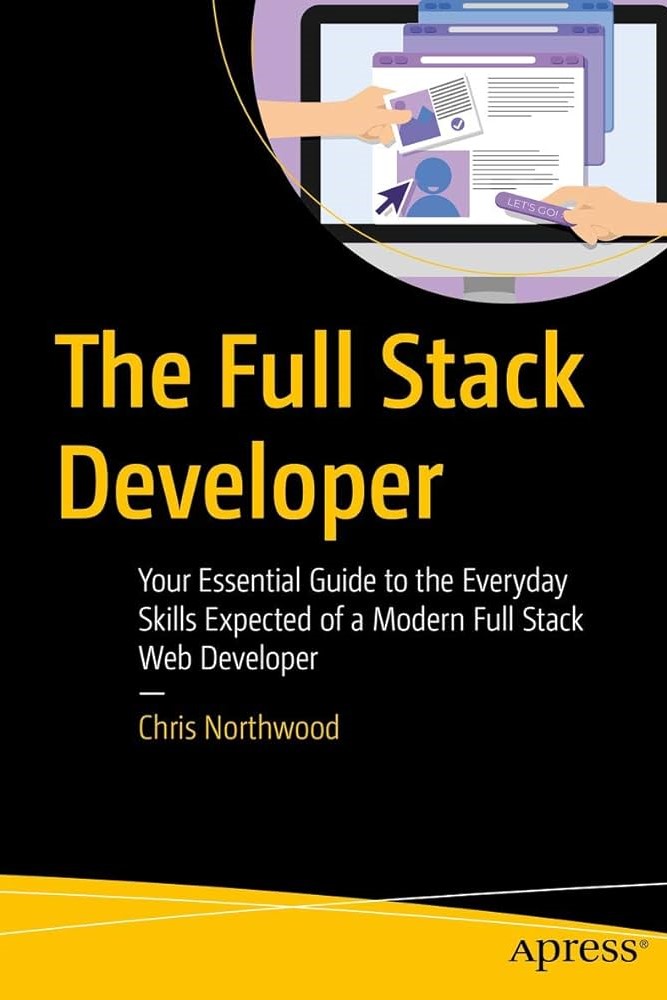 LET'S GO!
The Full Stack
Developer
Your Essential Guide to the Everyday
Skills Expected of a Modern Full Stack
Web Developer
—
Chris Northwood
Apress®